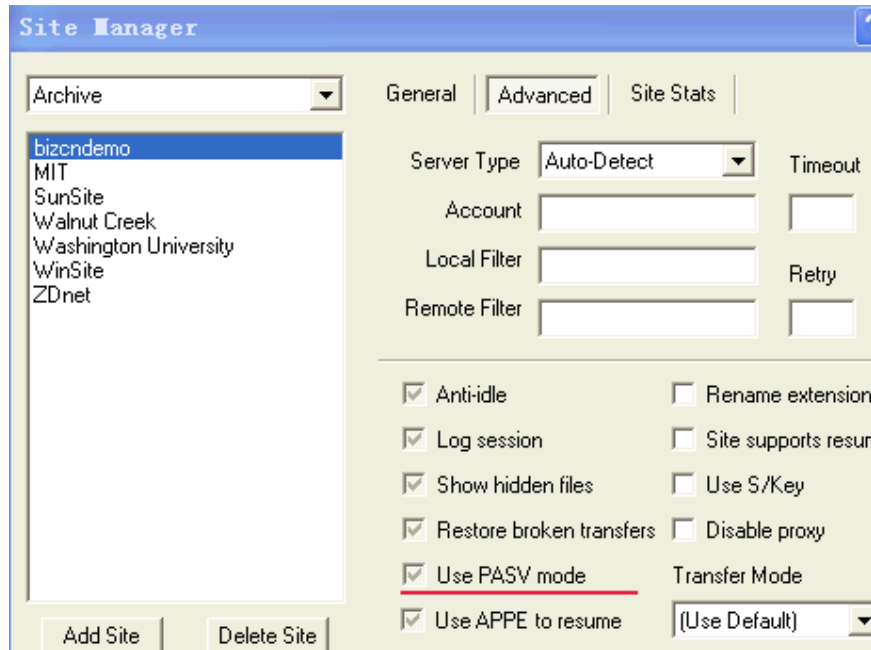 Site Manager
Archive
General Advanced Site Stats
bizcndemo
MIT
SunSite
Walnut Creek
Washington University
WinSite
ZDnet
Server Type Auto-Detect Timeout
Account
Local Filter
Retry
Remote Filter
Anti-idle Rename extension
Log session Site supports resu
Show hidden files Use S/Key
Restore broken transfers Disable proxy
Use PASV mode Transfer Mode
Use APPE to resume (Use Default)
Add Site Delete Site